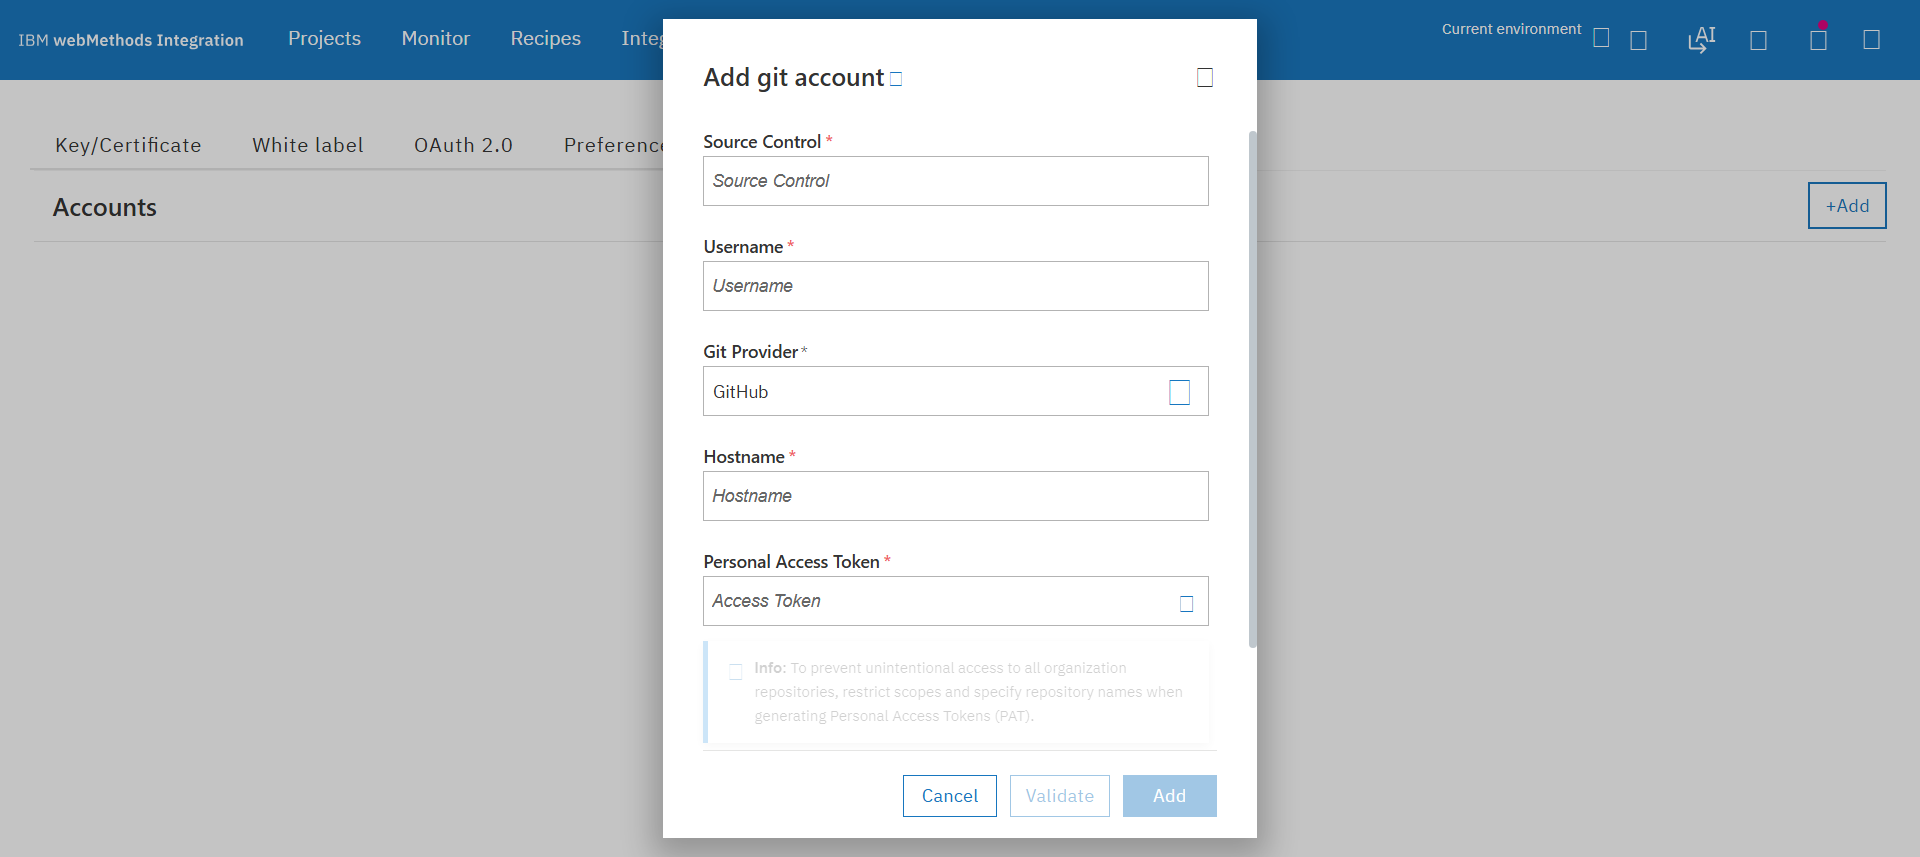 IBM webMethods Integration
Projects
Monitor
Recipes
Integ
Current environment
AI
Key/Certificate
White label
OAuth 2.0
Preference
Accounts
+Add
Add git account
Source Control *
Source Control
Username *
Username
Git Provider *
GitHub
Hostname *
Hostname
Personal Access Token *
Access Token
Info: To prevent unintentional access to all organization
repositories, restrict scopes and specify repository names when
generating Personal Access Tokens (PAT).
Cancel
Validate
Add